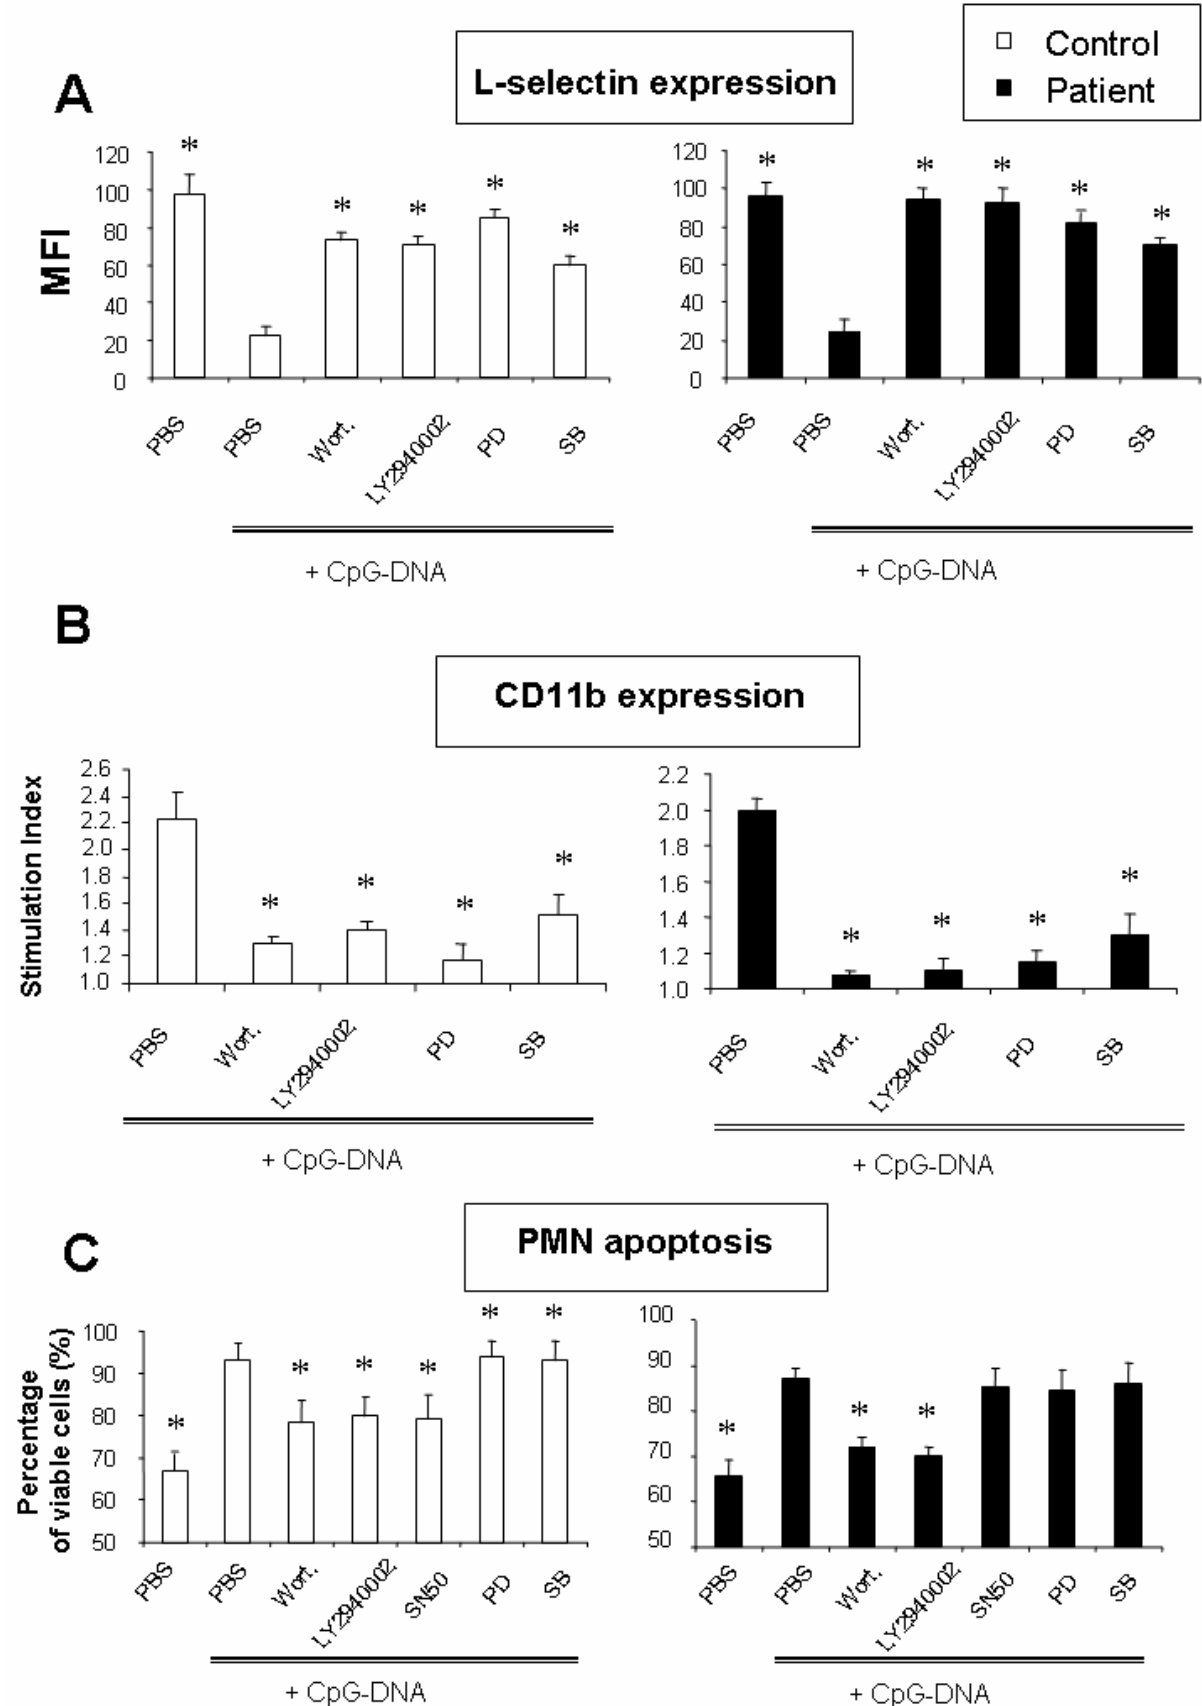 A
L-selectin expression
□ Control
■ Patient
MFI
120
100
80
60
40
20
0
* * * * *
PBS PBS Wort. LY2940002 PD SB
+ CpG-DNA
120
100
80
60
40
20
0
* * * * *
PBS PBS Wort. LY2940002 PD SB
+ CpG-DNA
B
CD11b expression
Stimulation Index
2.6
2.4
2.2.
2.0
1.8
1.6
1.4
1.2
1.0
* * * *
PBS Wort. LY2940002 PD SB
+ CpG-DNA
2.2
2.0
1.8
1.6
1.4
1.2
1.0
* * * *
PBS Wort. LY2940002 PD SB
+ CpG-DNA
C
PMN apoptosis
Percentage
of viable cells (%)
100
90
80
70
60
50
* * * * * *
PBS PBS Wort. LY2940002 SN50 PD SB
+ CpG-DNA
100
90
80
70
60
50
* * *
PBS PBS Wort. LY2940002 SN50 PD SB
+ CpG-DNA